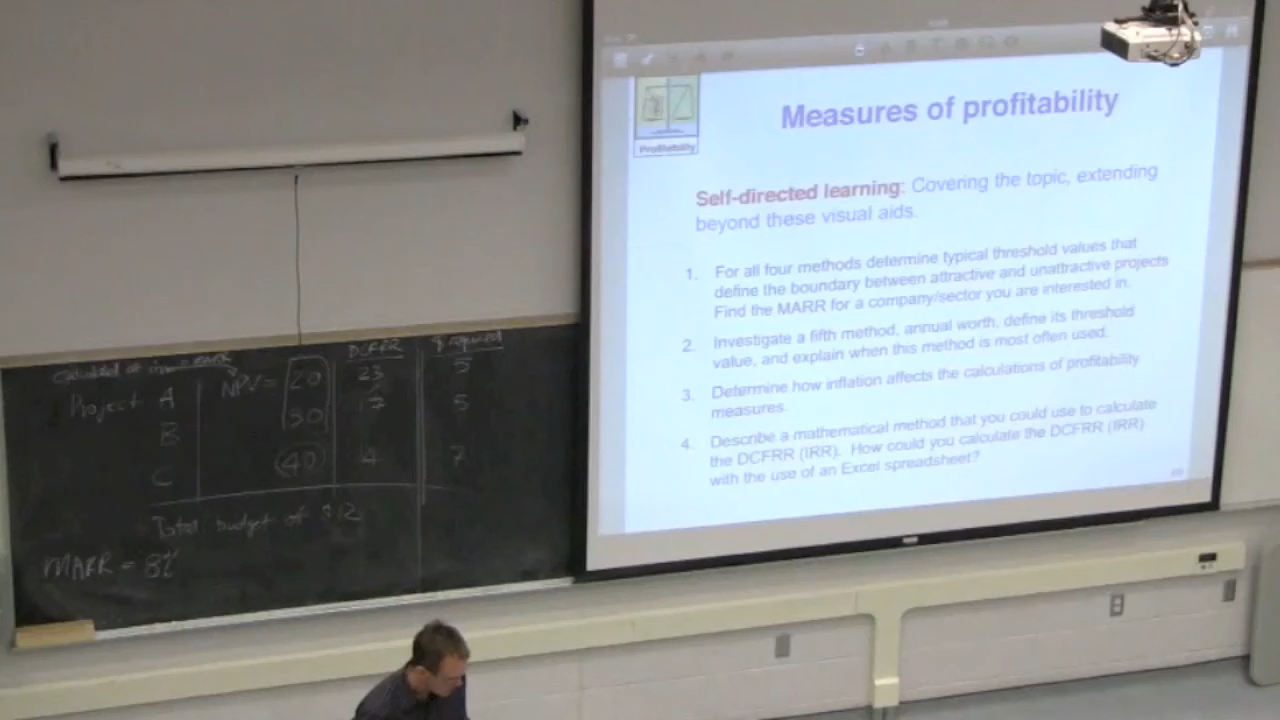 Calculated at i = MARR
DCFRR $ required
Project A NPV = 20 23 5
B 30 17 5
C (40) 4 7
Total budget of $12
MARR = 8%
Profitability
Measures of profitability
Self-directed learning: Covering the topic, extending
beyond these visual aids.
1. For all four methods determine typical threshold values that
define the boundary between attractive and unattractive projects
Find the MARR for a company/sector you are interested in.
2. Investigate a fifth method, annual worth, define its threshold
value, and explain when this method is most often used.
3. Determine how inflation affects the calculations of profitability
measures.
4. Describe a mathematical method that you could use to calculate
the DCFRR (IRR). How could you calculate the DCFRR (IRR)
with the use of an Excel spreadsheet?